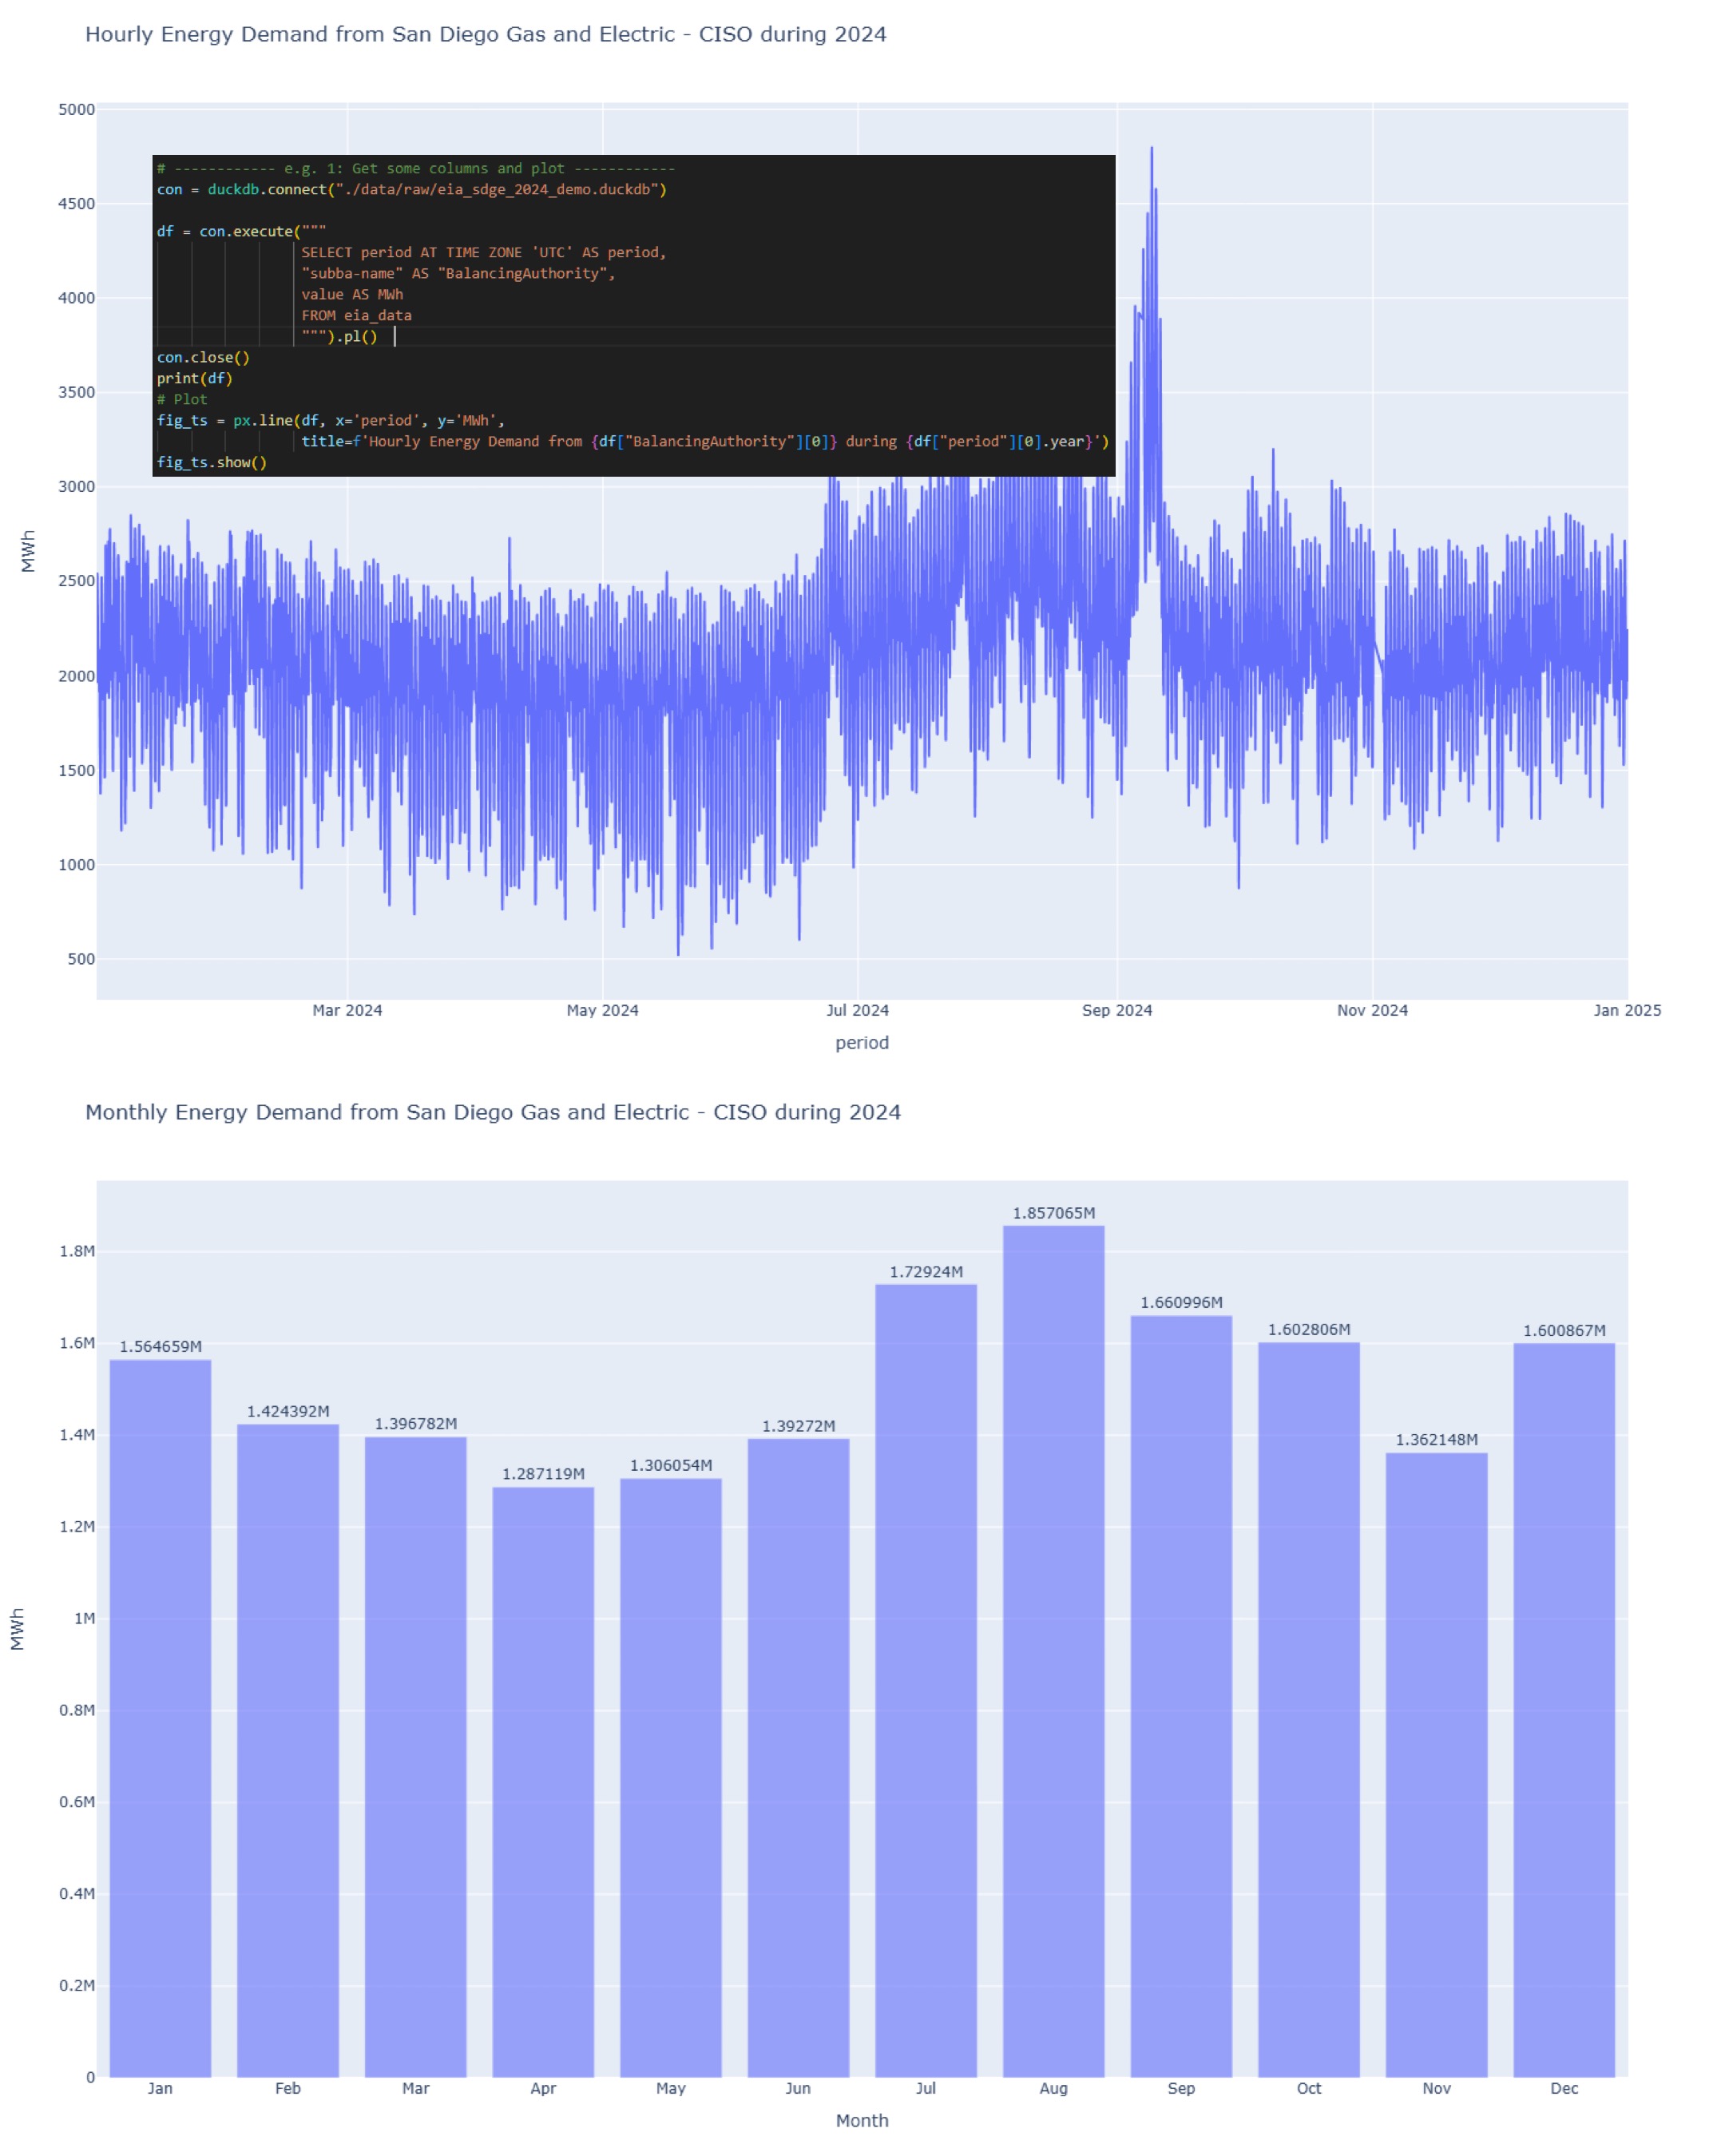 Hourly Energy Demand from San Diego Gas and Electric - CISO during 2024
5000
4500
4000
3500
3000
2500
2000
1500
1000
500
MWh
# ------------ e.g. 1: Get some columns and plot ------------
con = duckdb.connect("./data/raw/eia_sdge_2024_demo.duckdb")
df = con.execute("""
SELECT period AT TIME ZONE 'UTC' AS period,
"subba-name" AS "BalancingAuthority",
value AS MWh
FROM eia_data
""").pl()
con.close()
print(df)
# Plot
fig_ts = px.line(df, x='period', y='MWh',
title=f'Hourly Energy Demand from {df["BalancingAuthority"][0]} during {df["period"][0].year}')
fig_ts.show()
Mar 2024 May 2024 Jul 2024 Sep 2024 Nov 2024 Jan 2025
period
Monthly Energy Demand from San Diego Gas and Electric - CISO during 2024
1.8M
1.6M
1.4M
1.2M
1M
0.8M
0.6M
0.4M
0.2M
0
MWh
1.564659M
1.424392M
1.396782M
1.287119M
1.306054M
1.39272M
1.72924M
1.857065M
1.660996M
1.602806M
1.362148M
1.600867M
Jan Feb Mar Apr May Jun Jul Aug Sep Oct Nov Dec
Month